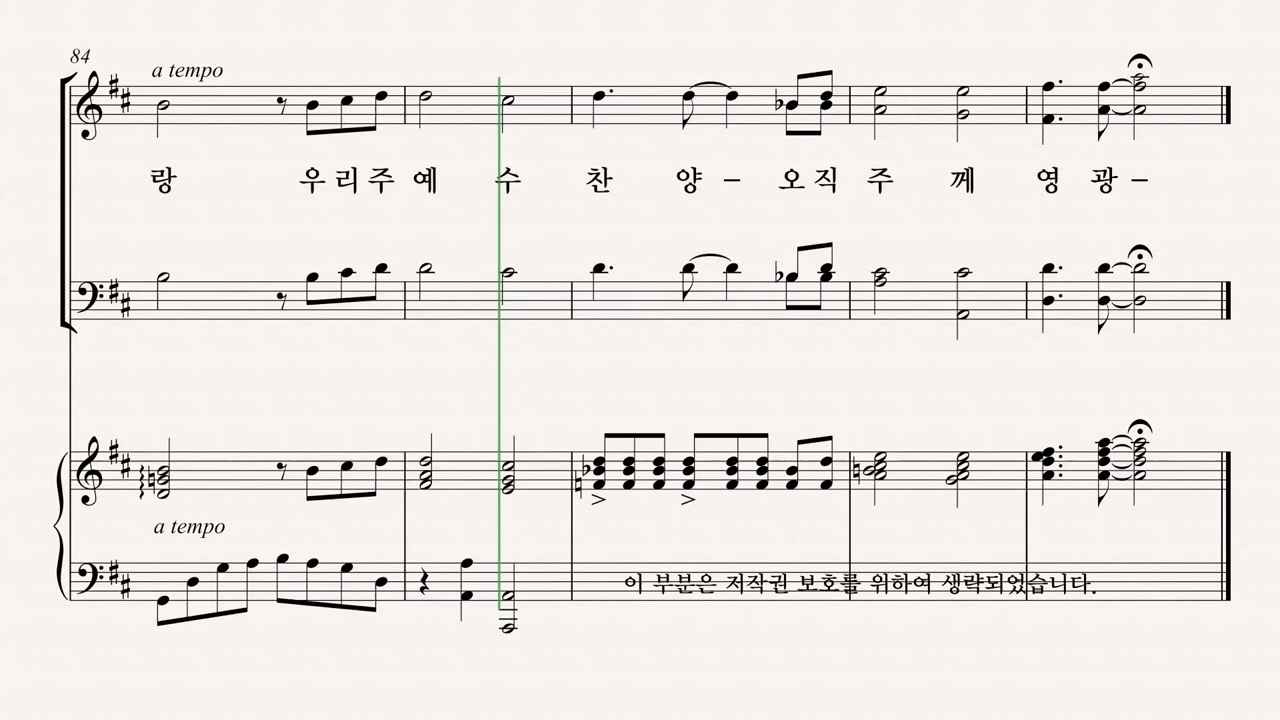 84
a tempo
랑 우 리 주 예 수 찬 양 – 오 직 주 께 영 광 –
a tempo
이 부분은 저작권 보호를 위하여 생략되었습니다.